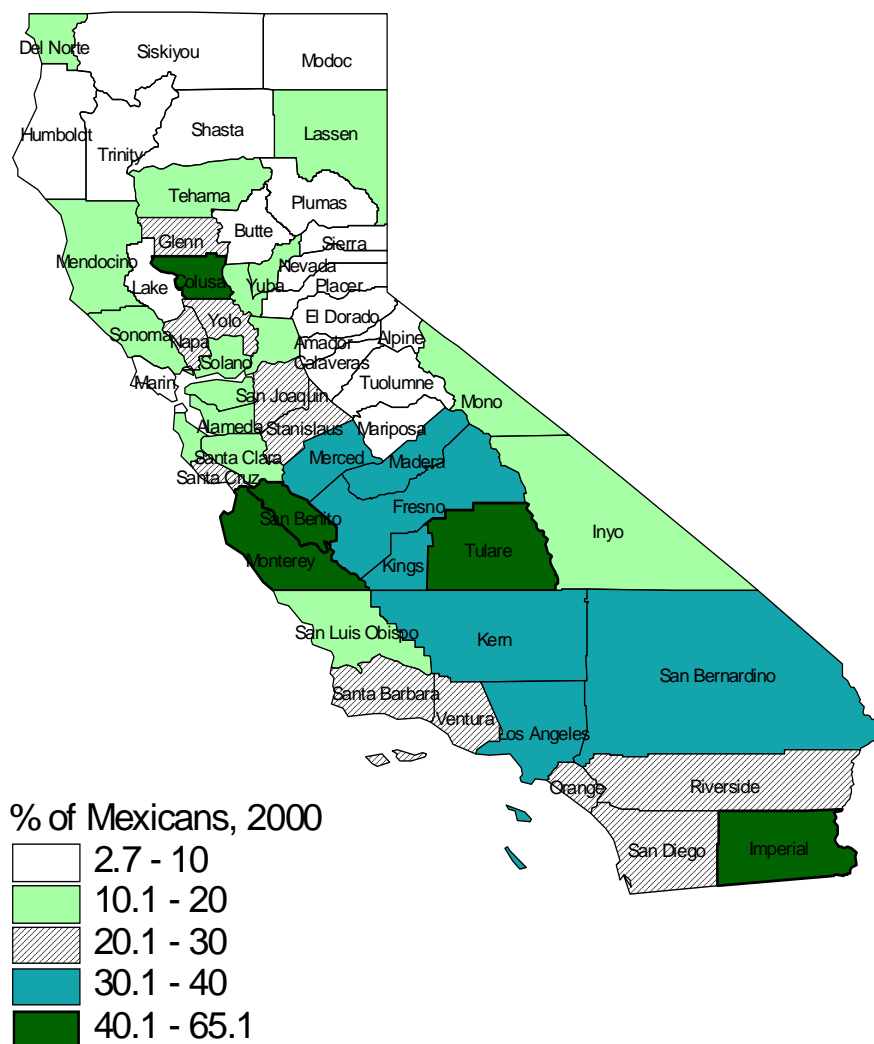 Del Norte
Siskiyou
Modoc
Humboldt
Trinity
Shasta
Lassen
Tehama
Plumas
Glenn
Butte
Sierra
Mendocino
Colusa
Nevada
Lake
Yuba
Placer
Yolo
El Dorado
Sonoma
Napa
Alpine
Amador
Solano
Calaveras
Marin
San Joaquin
Tuolumne
Mono
Alameda
Stanislaus
Mariposa
Santa Clara
Merced
Madera
Santa Cruz
Fresno
San Benito
Inyo
Monterey
Kings
Tulare
San Luis Obispo
Kern
San Bernardino
Santa Barbara
Ventura
Los Angeles
Orange
Riverside
San Diego
Imperial
% of Mexicans, 2000
2.7 - 10
10.1 - 20
20.1 - 30
30.1 - 40
40.1 - 65.1